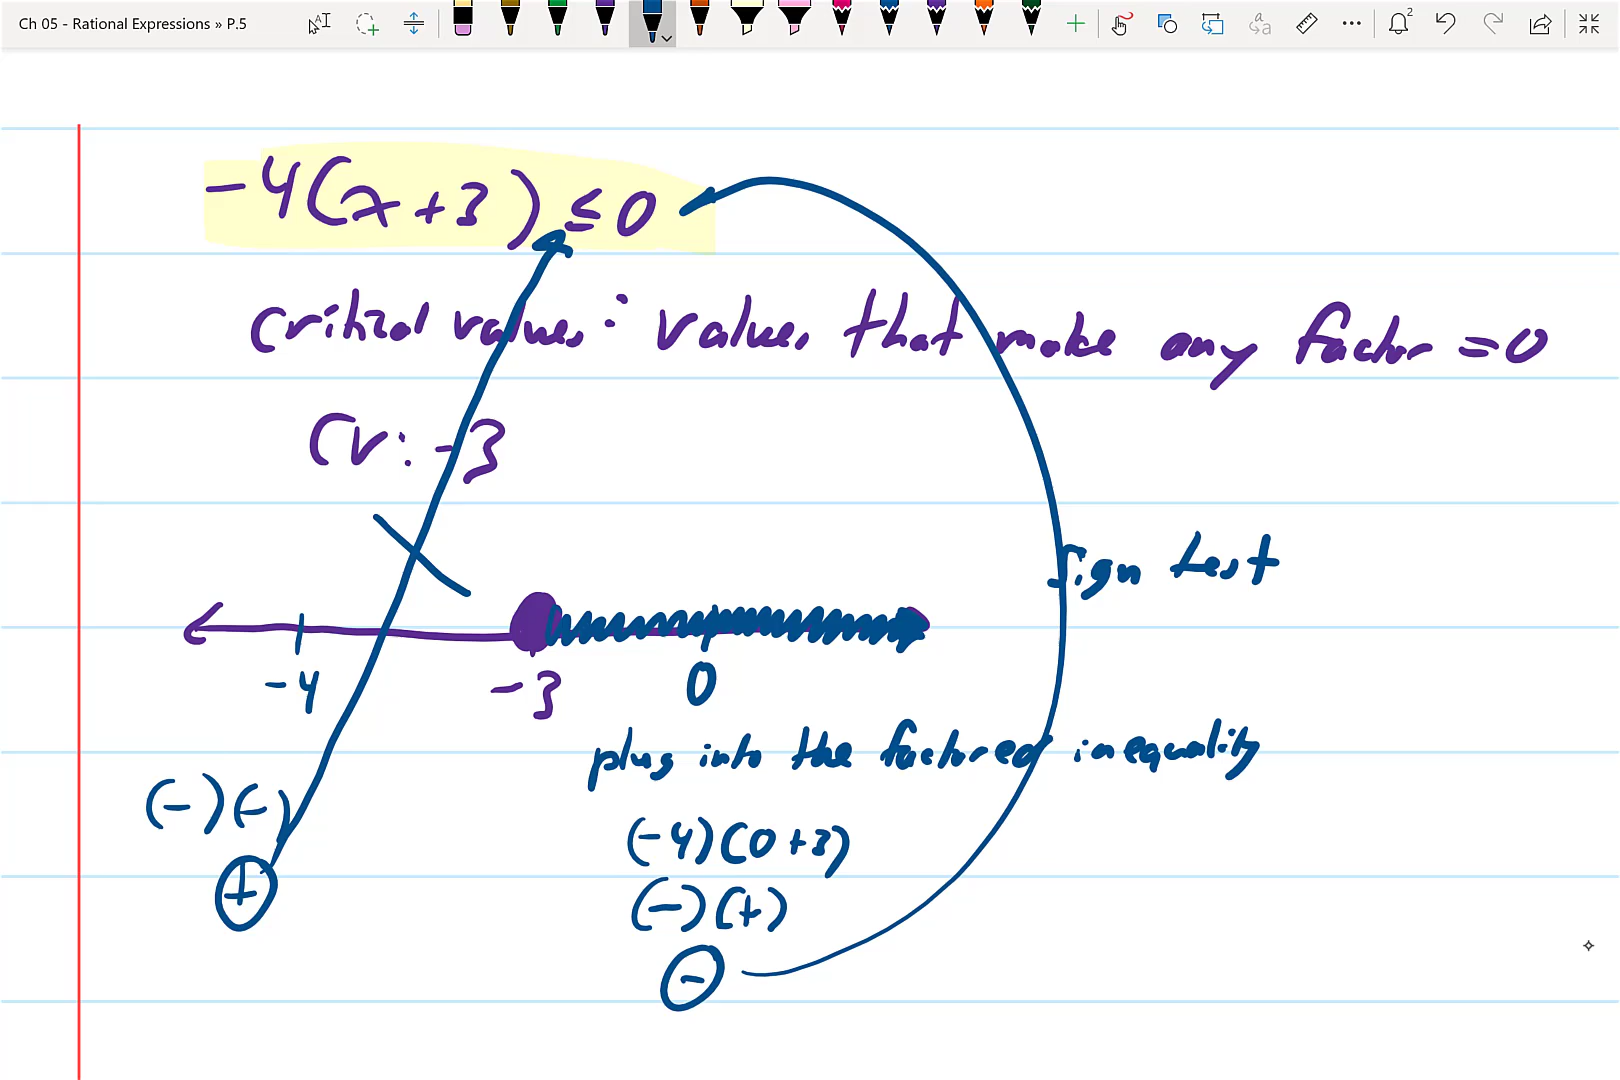 Ch 05 - Rational Expressions » P.5
-4(x+3) ≤ 0
Critical values: values that make any factor = 0
CV: -3
Sign test
-4 -3 0
plug into the factored inequality
(-)(-)
(-4)(0+3)
+
(-)(+)
-